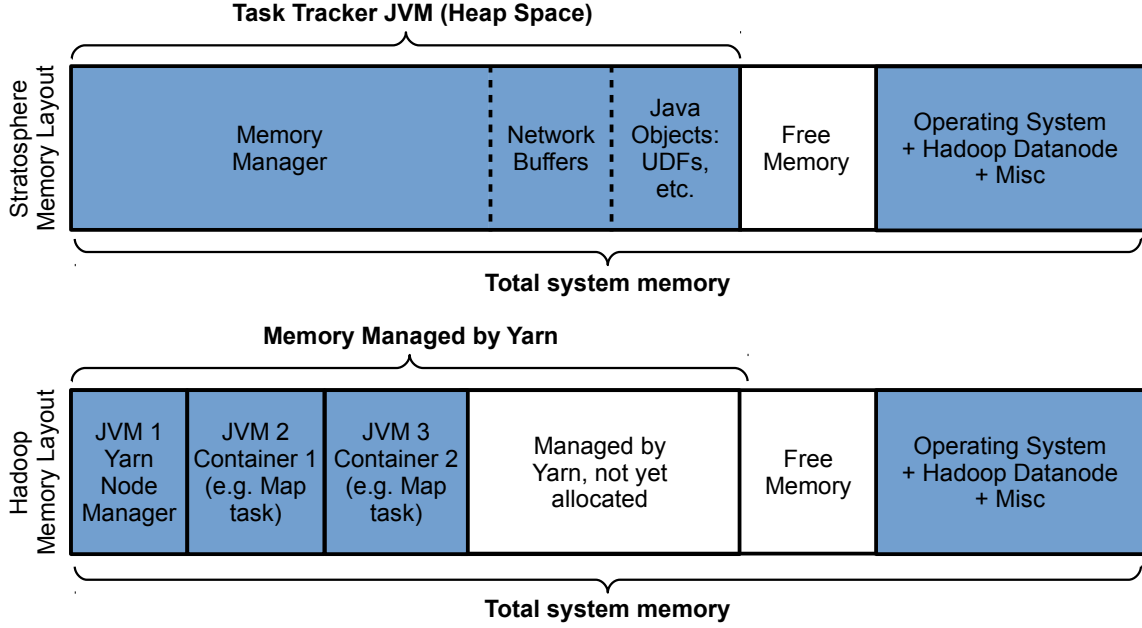 Task Tracker JVM (Heap Space)
Stratosphere
Memory Layout
Memory
Manager
Network
Buffers
Java
Objects:
UDFs,
etc.
Free
Memory
Operating System
+ Hadoop Datanode
+ Misc
Total system memory
Memory Managed by Yarn
Hadoop
Memory Layout
JVM 1
Yarn
Node
Manager
JVM 2
Container 1
(e.g. Map
task)
JVM 3
Container 2
(e.g. Map
task)
Managed by
Yarn, not yet
allocated
Free
Memory
Operating System
+ Hadoop Datanode
+ Misc
Total system memory